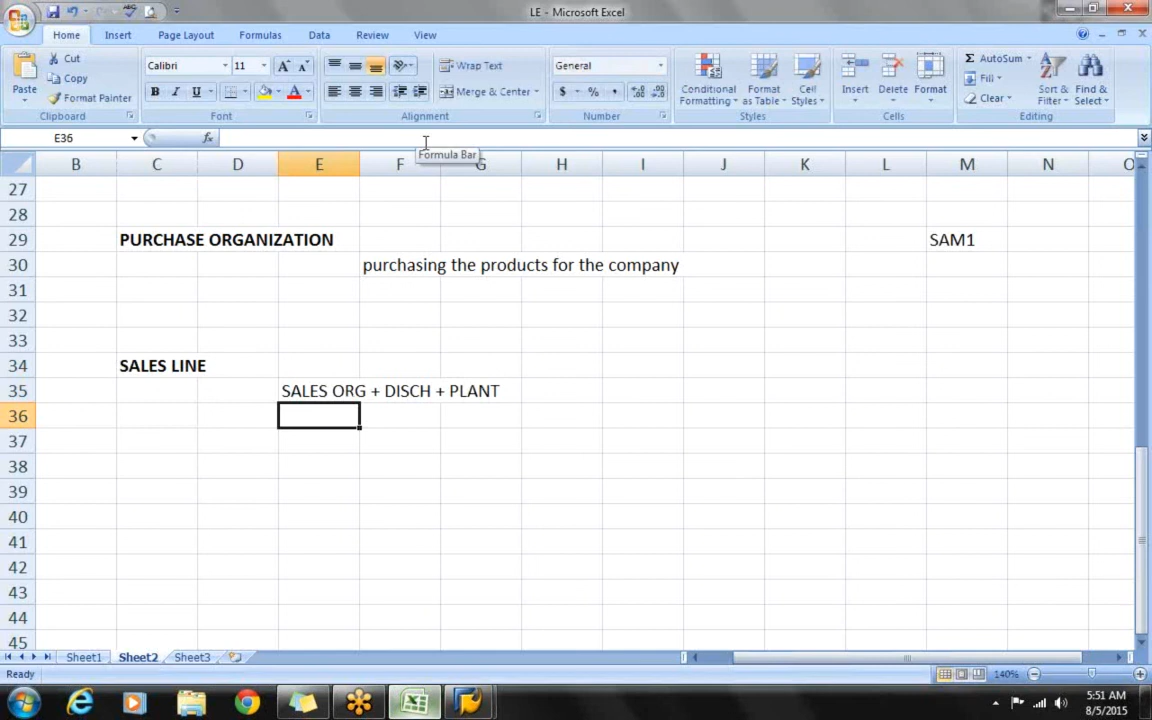 LE - Microsoft Excel
Home Insert Page Layout Formulas Data Review View
Cut
Copy
Format Painter
Paste
Clipboard
Calibri 11
B I U
Font
Wrap Text
Merge & Center
Alignment
General
$ % ,
Number
Conditional Formatting
Format as Table
Cell Styles
Styles
Insert Delete Format
Cells
AutoSum
Fill
Clear
Sort & Filter
Find & Select
Editing
E36 fx
Formula Bar
B C D E F G H I J K L M N O
27
28
29 PURCHASE ORGANIZATION SAM1
30 purchasing the products for the company
31
32
33
34 SALES LINE
35 SALES ORG + DISCH + PLANT
36
37
38
39
40
41
42
43
44
45
Sheet1 Sheet2 Sheet3
Ready 140%
5:51 AM
8/5/2015